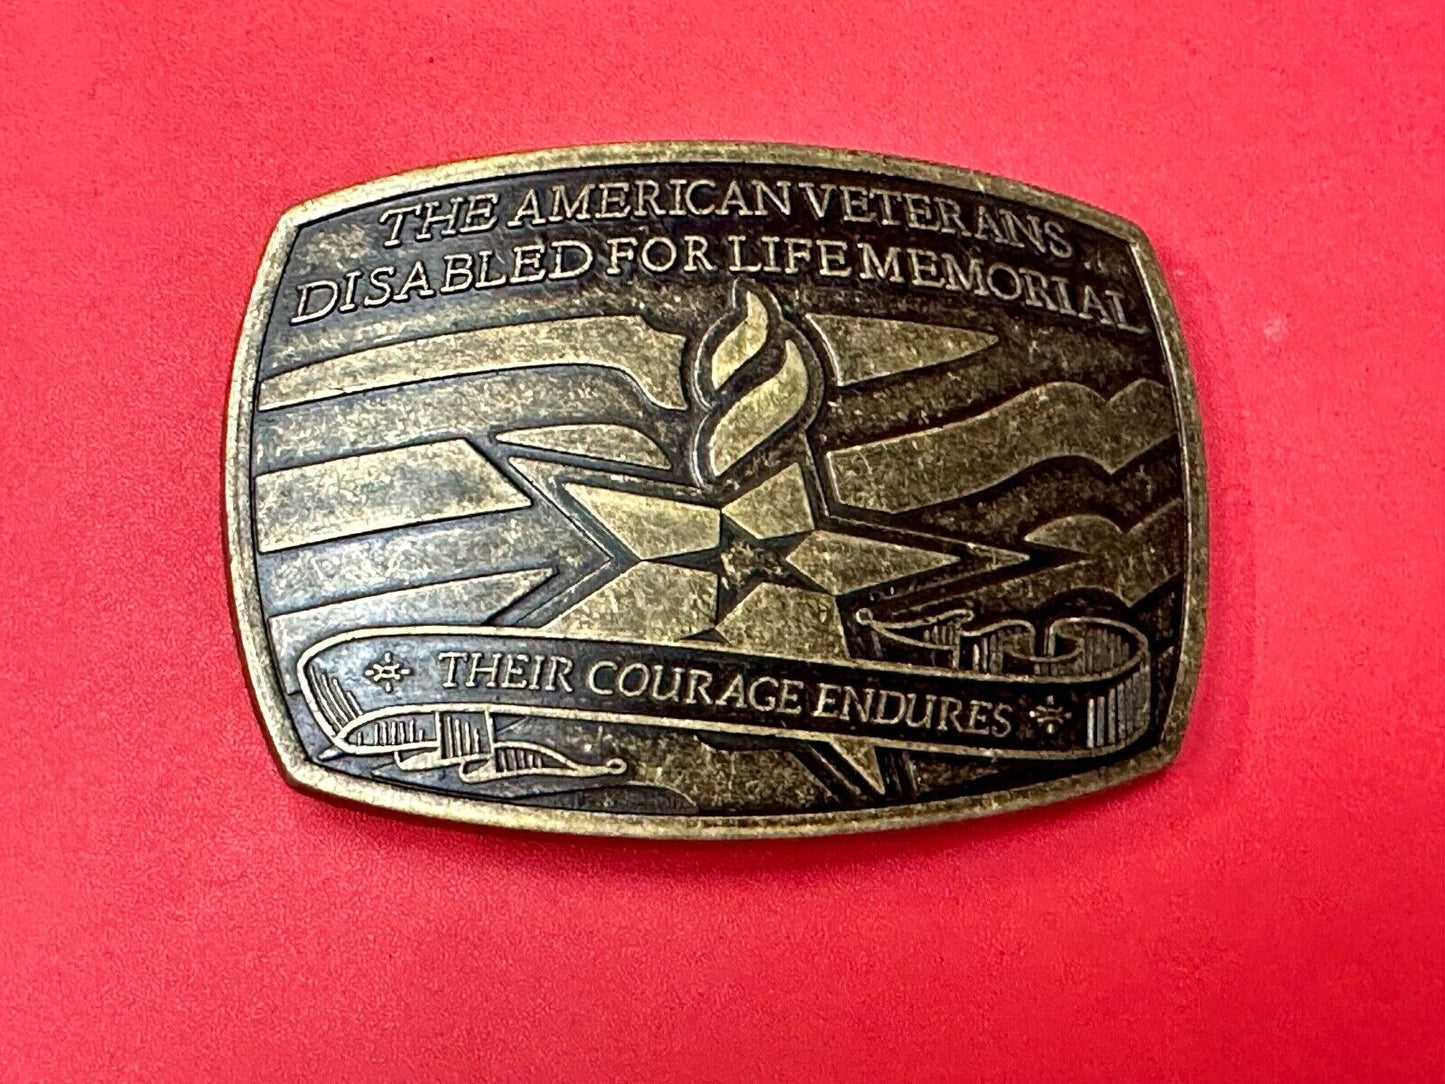 THE AMERICAN VETERANS
DISABLED FOR LIFE MEMORIAL
THEIR COURAGE ENDURES